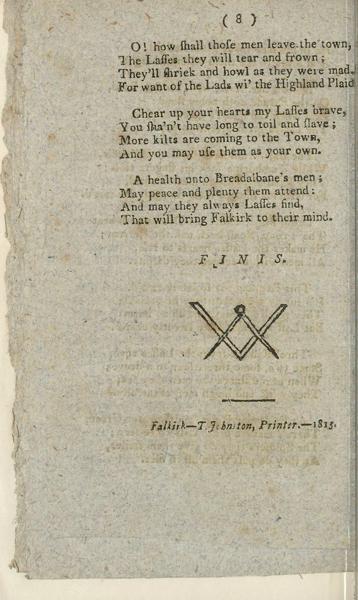 ( 8 )
O! how ſhall thoſe men leave the town,
The Laſſes they will tear and frown;
They'll ſhriek and howl as they were mad.
For want of the Lads wi' the Highland Plaid
Chear up your hearts my Laſſes brave,
You ſha'n't have long to toil and ſlave;
More kilts are coming to the Town,
And you may uſe them as your own.
A health unto Breadalbane's men;
May peace and plenty them attend:
And may they always Laſſes find,
That will bring Falkirk to their mind.
FINIS.
Falkirk—T. Johnston, Printer.—1815.